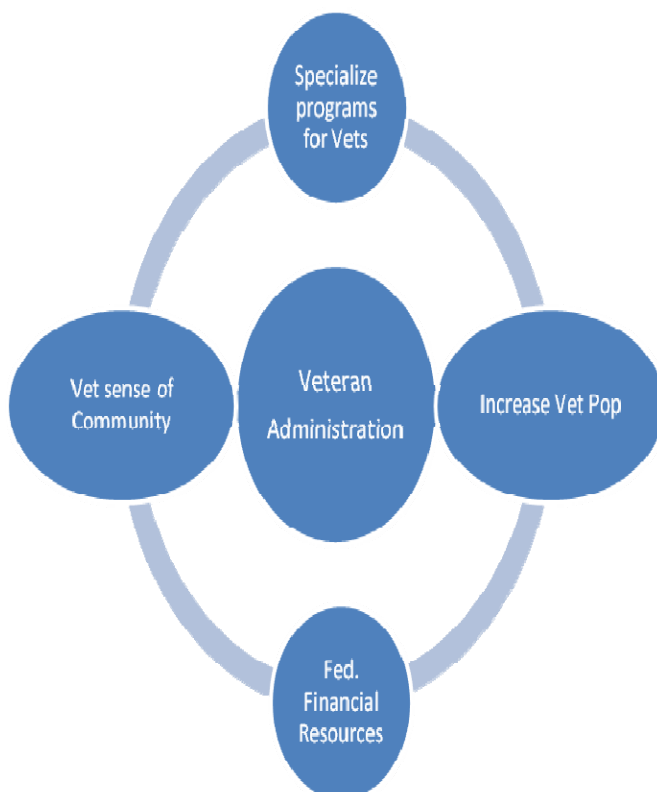 Specialize
programs
for Vets
Vet sense of
Community
Veteran
Administration
Increase Vet Pop
Fed.
Financial
Resources